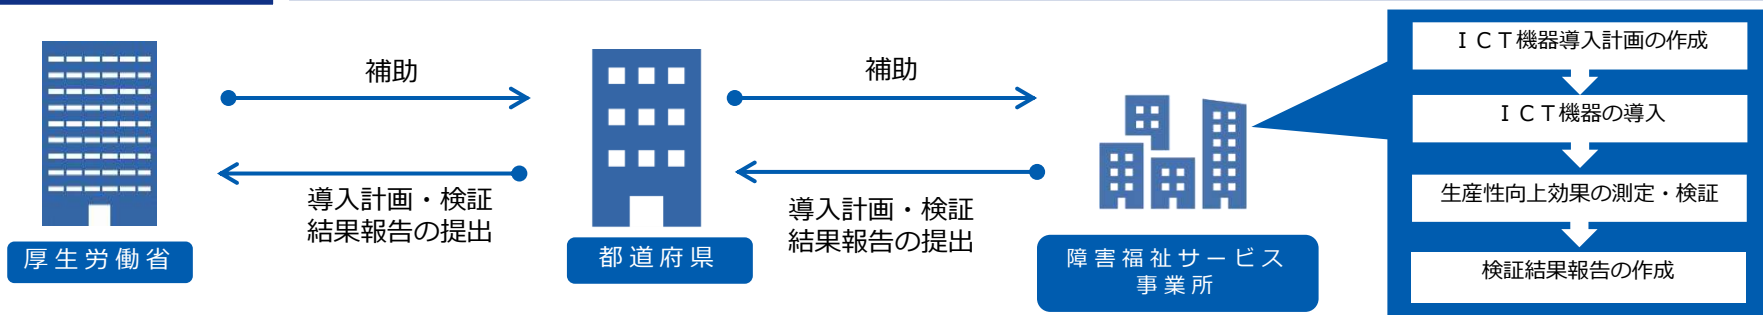 補助
導入計画・検証
結果報告の提出
厚生労働省
都道府県
補助
導入計画・検証
結果報告の提出
障害福祉サービス
事業所
ＩＣＴ機器導入計画の作成
ＩＣＴ機器の導入
生産性向上効果の測定・検証
検証結果報告の作成